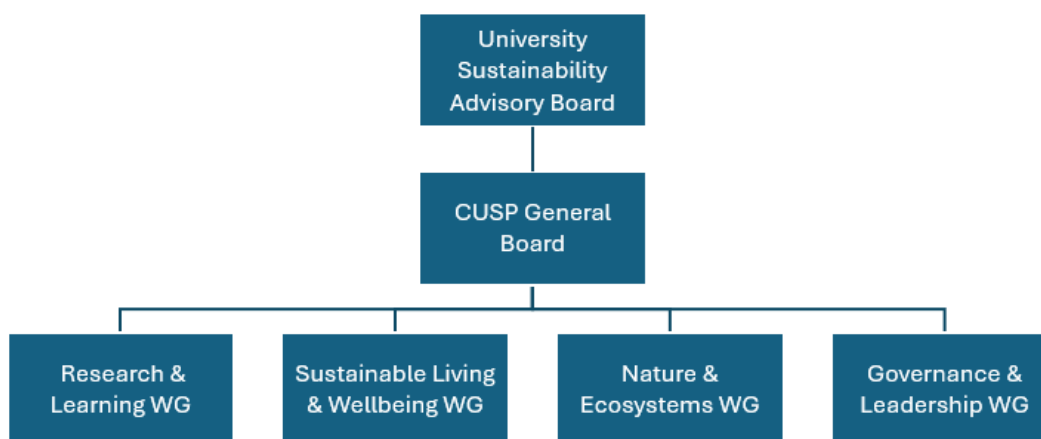 University
Sustainability
Advisory Board
CUSP General
Board
Research &
Learning WG
Sustainable Living
& Wellbeing WG
Nature &
Ecosystems WG
Governance &
Leadership WG